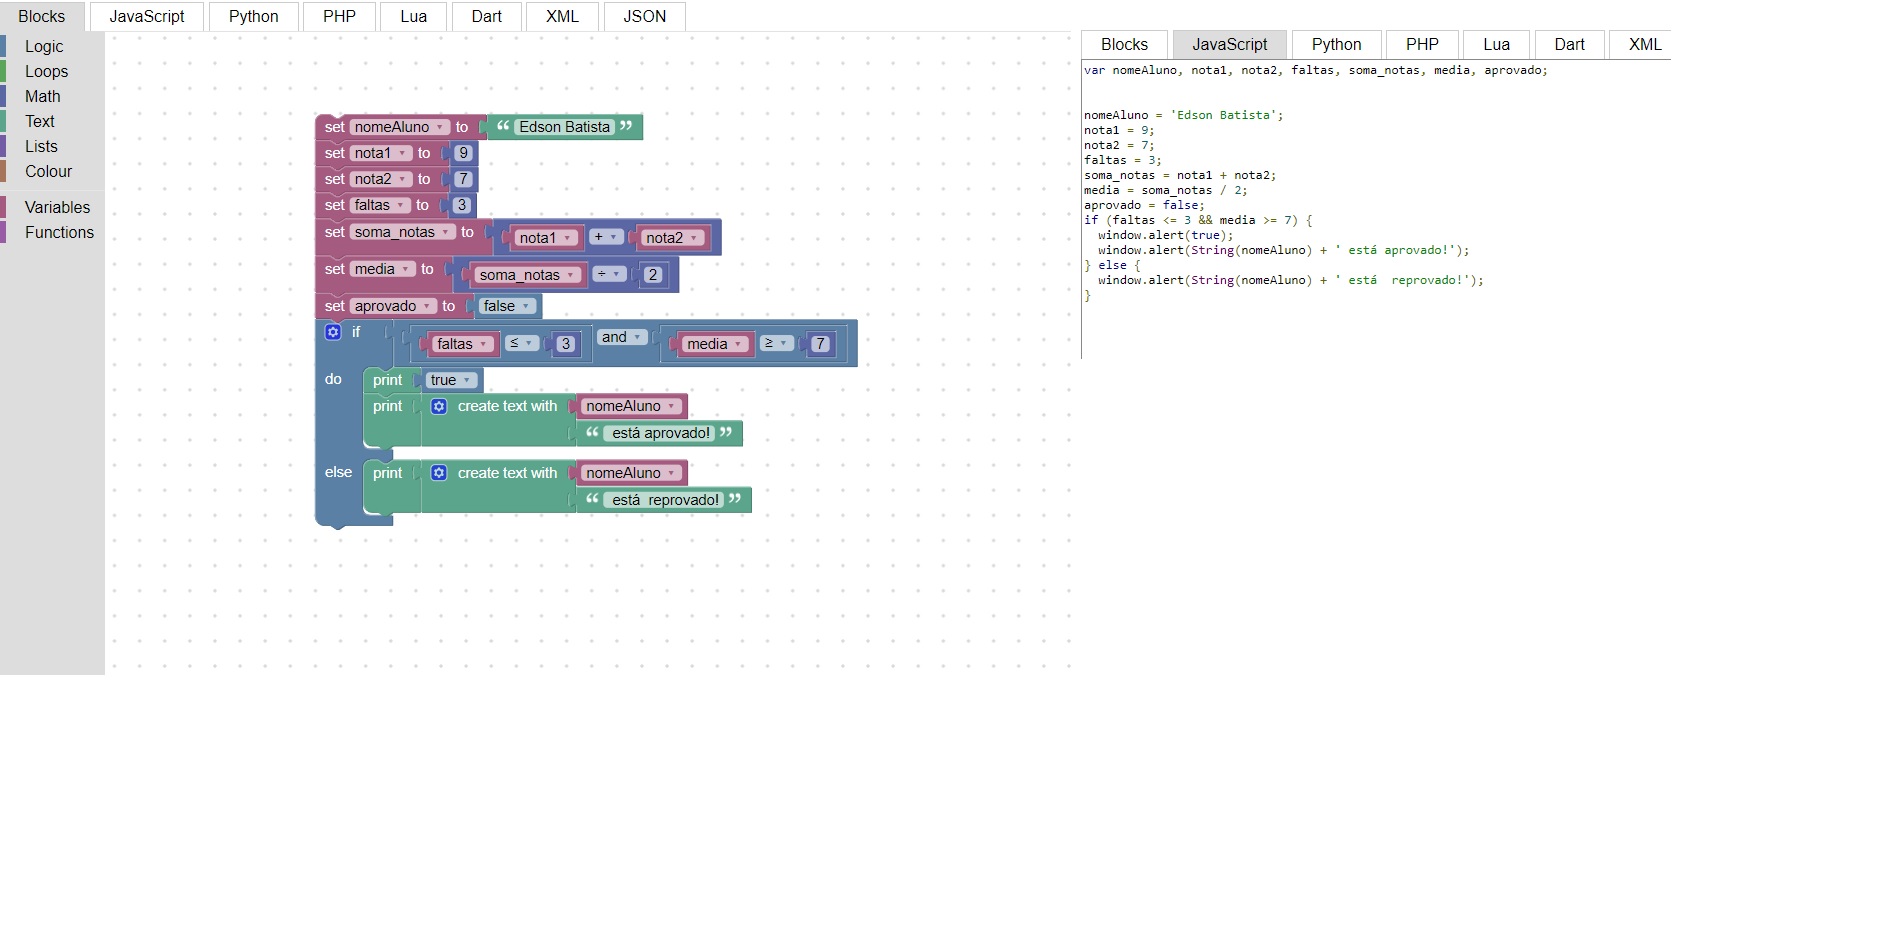 Blocks JavaScript Python PHP Lua Dart XML JSON
Logic
Loops
Math
Text
Lists
Colour
Variables
Functions
set nomeAluno to “ Edson Batista ”
set nota1 to 9
set nota2 to 7
set faltas to 3
set soma_notas to nota1 + nota2
set media to soma_notas ÷ 2
set aprovado to false
if faltas ≤ 3 and media ≥ 7
do print true
print create text with nomeAluno
“ está aprovado! ”
else print create text with nomeAluno
“ está  reprovado! ”
Blocks JavaScript Python PHP Lua Dart XML
var nomeAluno, nota1, nota2, faltas, soma_notas, media, aprovado;
nomeAluno = 'Edson Batista';
nota1 = 9;
nota2 = 7;
faltas = 3;
soma_notas = nota1 + nota2;
media = soma_notas / 2;
aprovado = false;
if (faltas <= 3 && media >= 7) {
  window.alert(true);
  window.alert(String(nomeAluno) + ' está aprovado!');
} else {
  window.alert(String(nomeAluno) + ' está  reprovado!');
}